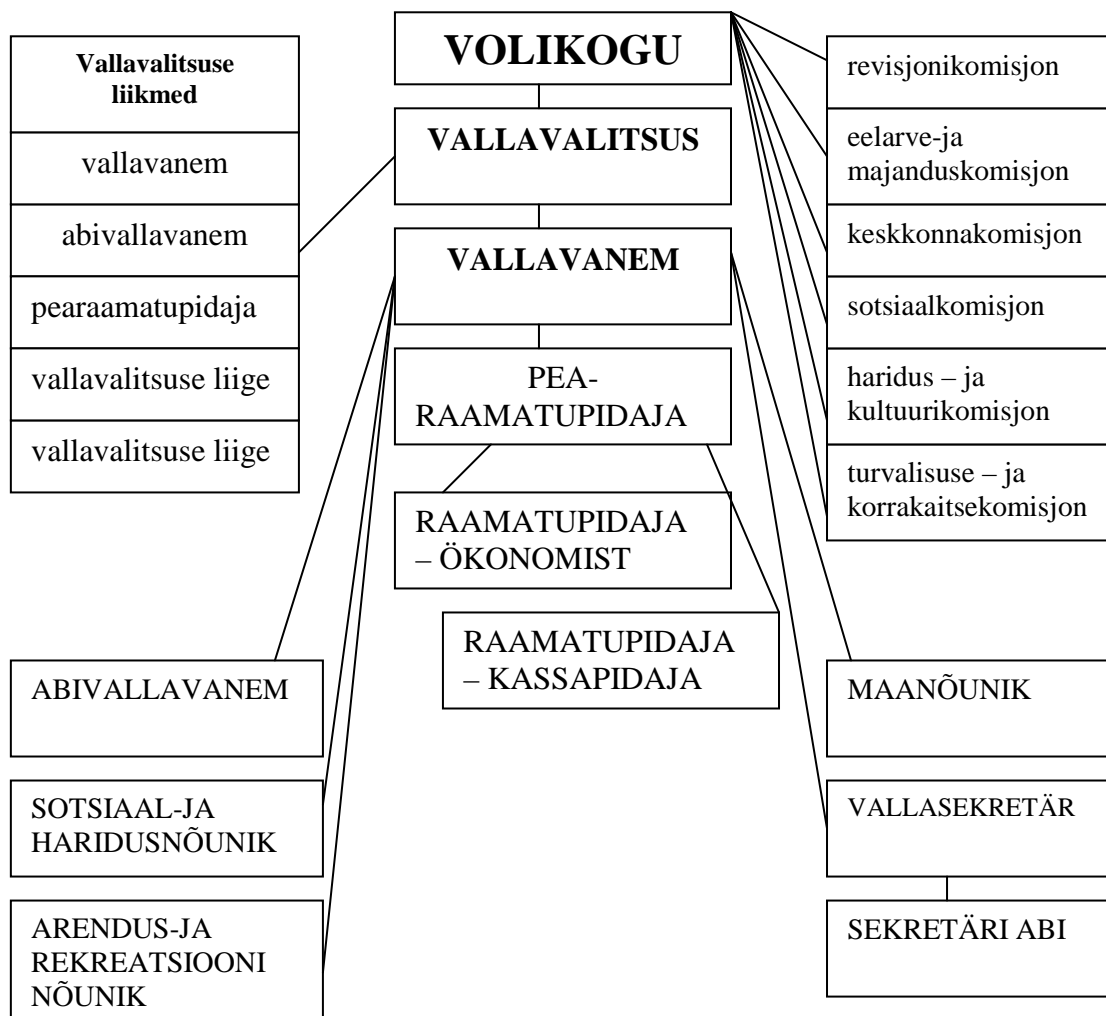 Vallavalitsuse
liikmed
vallavanem
abivallavanem
pearaamatupidaja
vallavalitsuse liige
vallavalitsuse liige
VOLIKOGU
VALLAVALITSUS
VALLAVANEM
PEA-
RAAMATUPIDAJA
RAAMATUPIDAJA
– ÖKONOMIST
RAAMATUPIDAJA
– KASSAPIDAJA
revisjonikomisjon
eelarve-ja
majanduskomisjon
keskkonnakomisjon
sotsiaalkomisjon
haridus – ja
kultuurikomisjon
turvalisuse – ja
korrakaitsekomisjon
ABIVALLAVANEM
SOTSIAAL-JA
HARIDUSNÕUNIK
ARENDUS-JA
REKREATSIOONI
NÕUNIK
MAANÕUNIK
VALLASEKRETÄR
SEKRETÄRI ABI